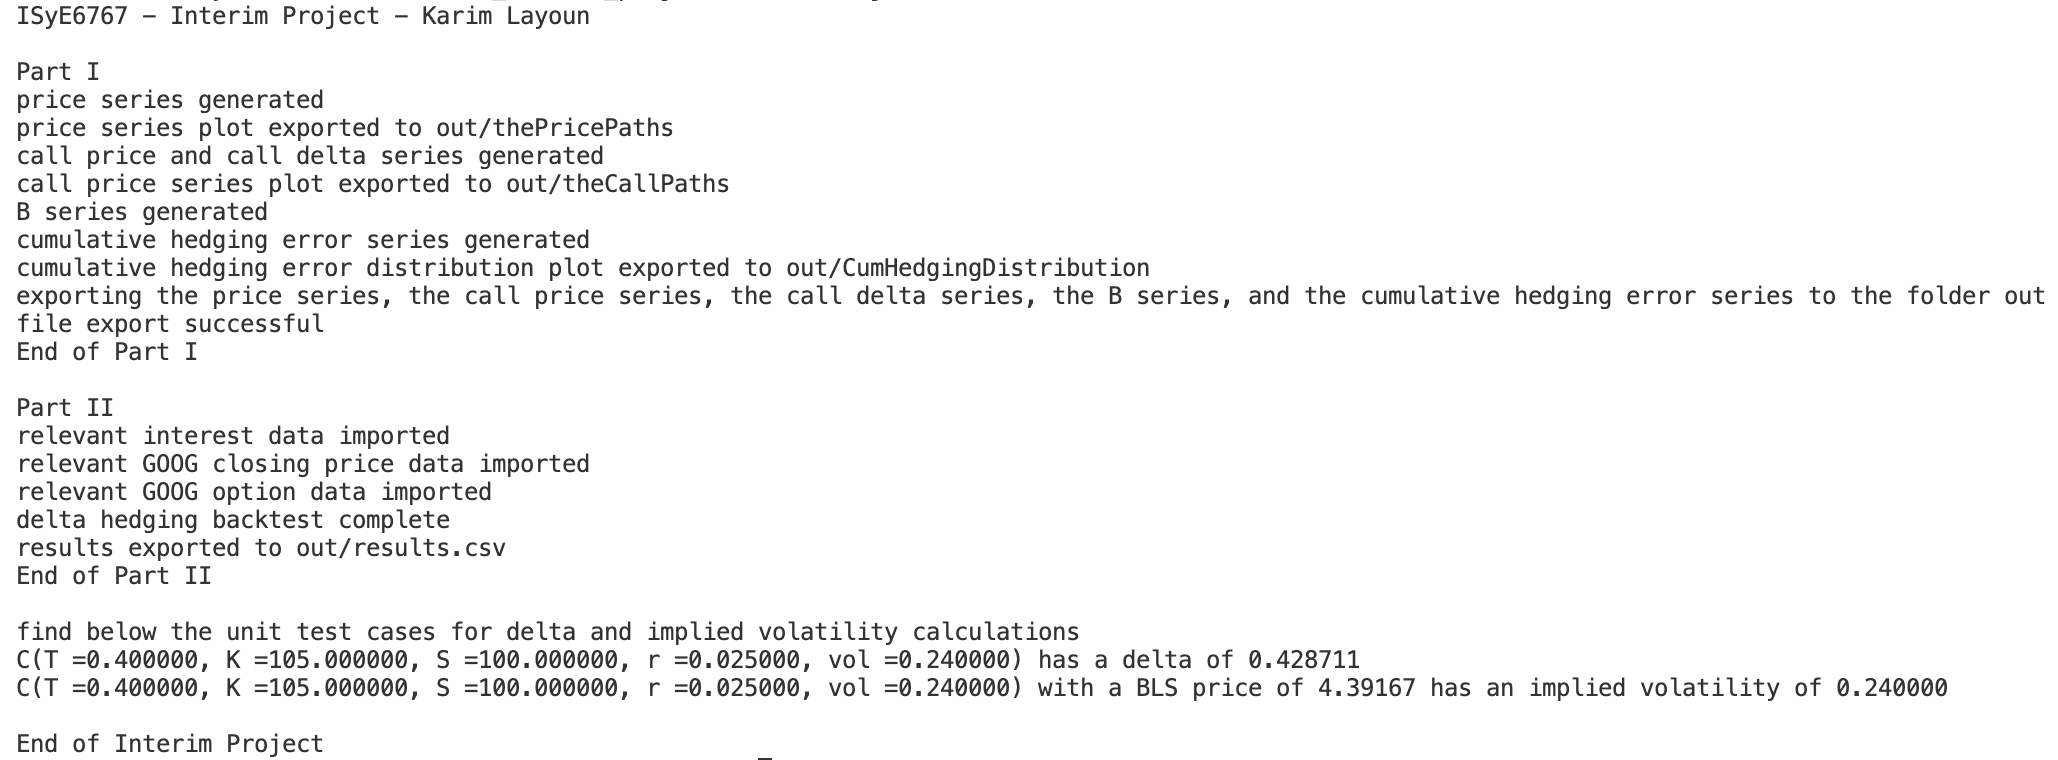 ISyE6767 – Interim Project – Karim Layoun
Part I
price series generated
price series plot exported to out/thePricePaths
call price and call delta series generated
call price series plot exported to out/theCallPaths
B series generated
cumulative hedging error series generated
cumulative hedging error distribution plot exported to out/CumHedgingDistribution
exporting the price series, the call price series, the call delta series, the B series, and the cumulative hedging error series to the folder out
file export successful
End of Part I
Part II
relevant interest data imported
relevant GOOG closing price data imported
relevant GOOG option data imported
delta hedging backtest complete
results exported to out/results.csv
End of Part II
find below the unit test cases for delta and implied volatility calculations
C(T =0.400000, K =105.000000, S =100.000000, r =0.025000, vol =0.240000) has a delta of 0.428711
C(T =0.400000, K =105.000000, S =100.000000, r =0.025000, vol =0.240000) with a BLS price of 4.39167 has an implied volatility of 0.240000
End of Interim Project